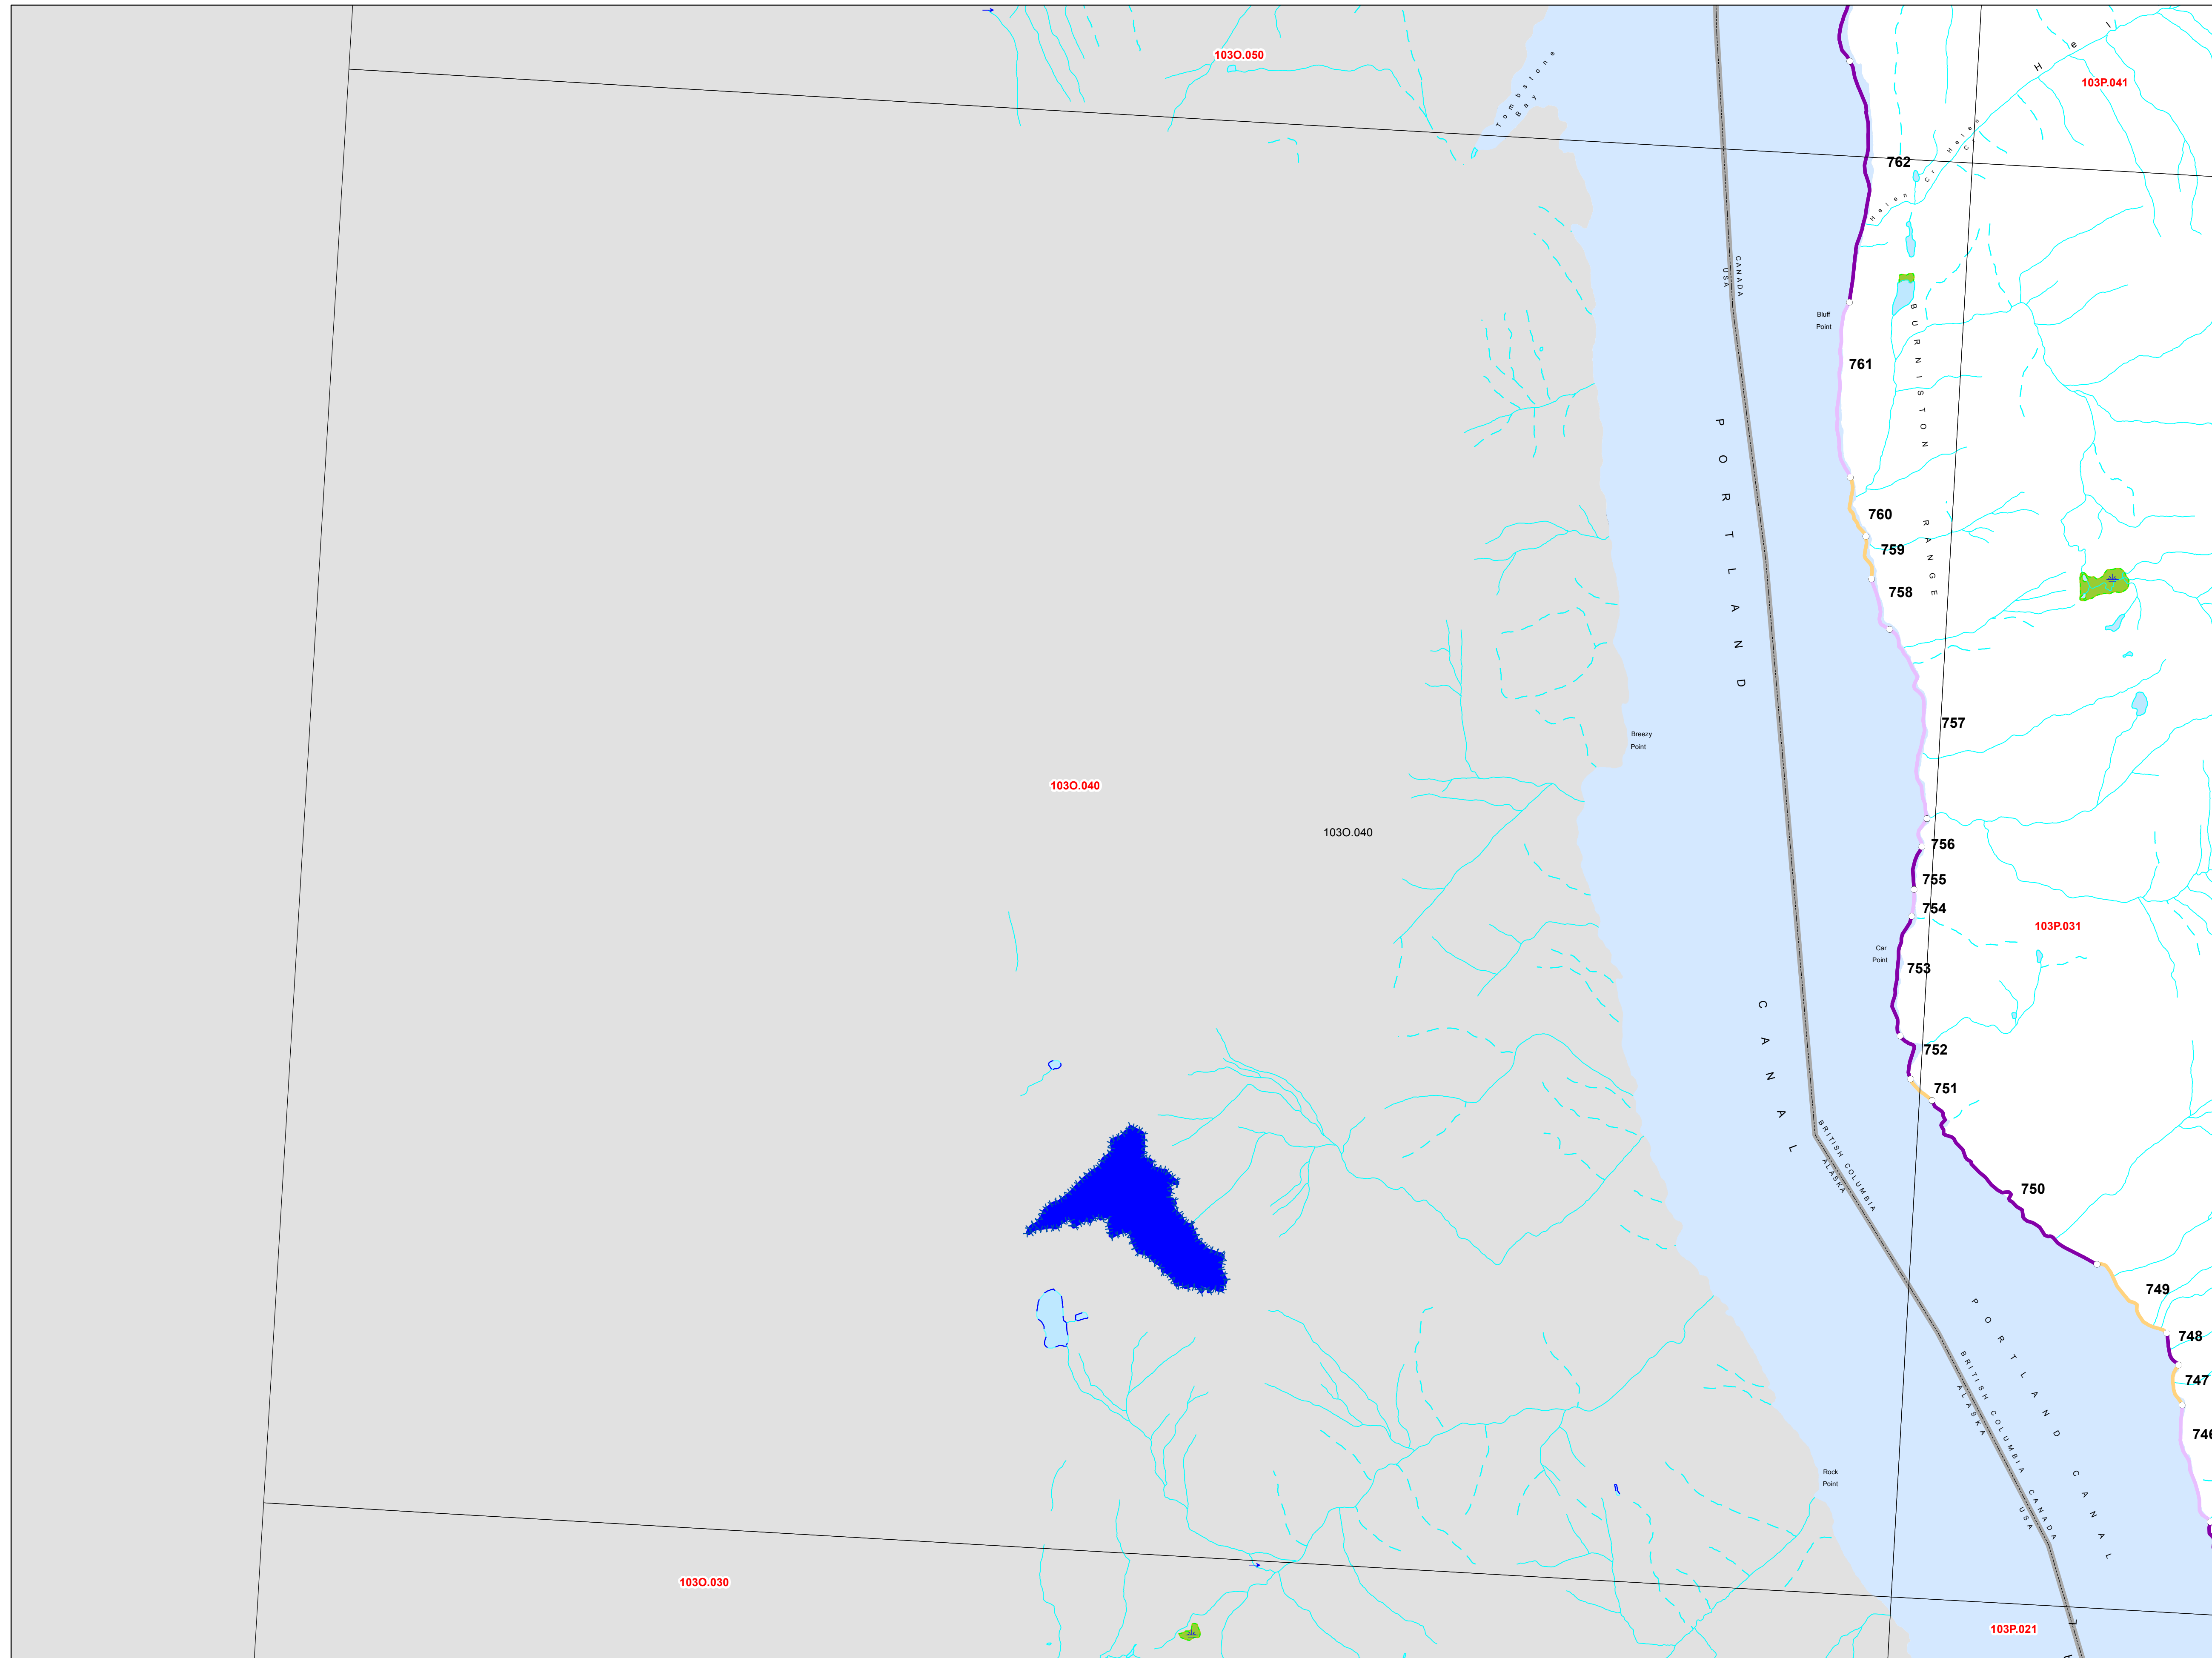 103O.050
Tombstone
Bay
Hel
103P.041
762
Helen
Cr
Helen
Cr
CANADA
USA
Bluff
Point
BURNISTON RANGE
761
PORTLAND CANAL
760
759
758
757
Breezy
Point
103O.040
103O.040
756
755
754
103P.031
Car
Point
753
752
751
BRITISH COLUMBIA
ALASKA
750
749
PORTLAND CANAL
748
BRITISH COLUMBIA
ALASKA
747
746
Rock
Point
CANADA
USA
103O.030
103P.021